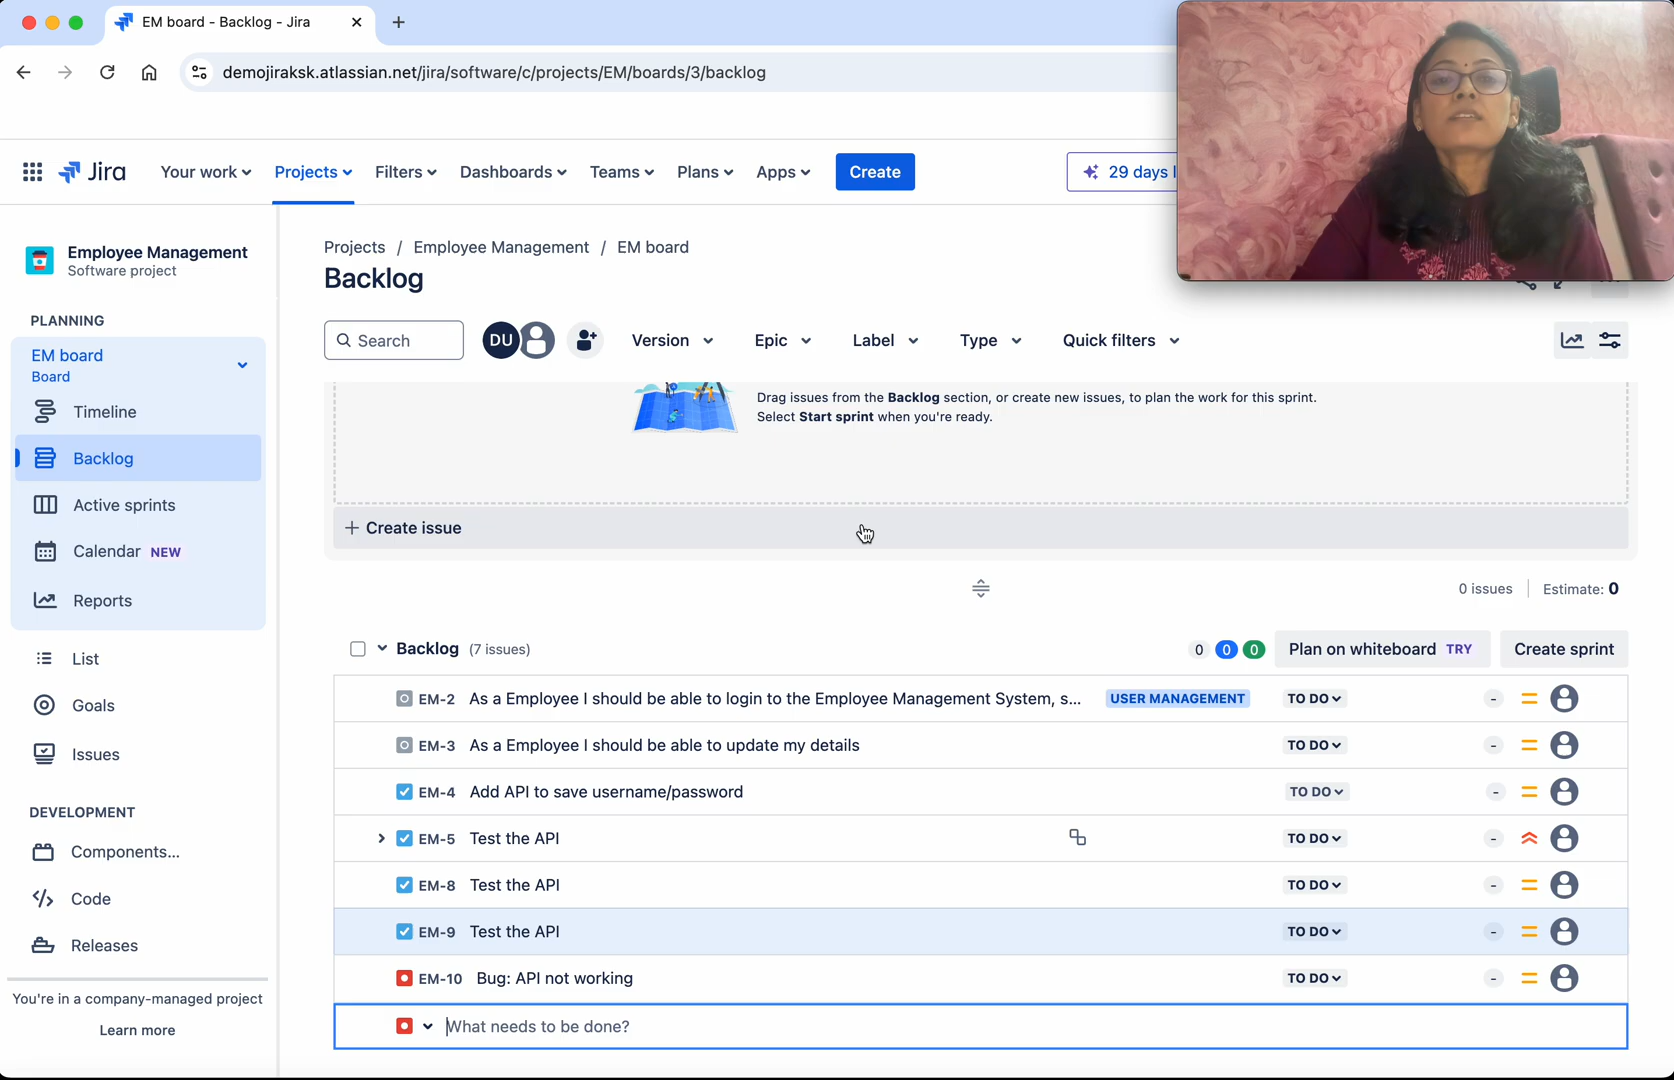 EM board - Backlog - Jira
demojiraksk.atlassian.net/jira/software/c/projects/EM/boards/3/backlog
Jira
Your work
Projects
Filters
Dashboards
Teams
Plans
Apps
Create
29 days l
Employee Management
Software project
Projects / Employee Management / EM board
Backlog
PLANNING
EM board
Board
Timeline
Backlog
Active sprints
Calendar NEW
Reports
List
Goals
Issues
DEVELOPMENT
Components...
Code
Releases
You're in a company-managed project
Learn more
Search
DU
Version
Epic
Label
Type
Quick filters
Drag issues from the Backlog section, or create new issues, to plan the work for this sprint.
Select Start sprint when you're ready.
+ Create issue
0 issues
Estimate: 0
Backlog (7 issues)
0 0 0
Plan on whiteboard TRY
Create sprint
EM-2 As a Employee I should be able to login to the Employee Management System, s... USER MANAGEMENT TO DO -
EM-3 As a Employee I should be able to update my details TO DO -
EM-4 Add API to save username/password TO DO -
EM-5 Test the API TO DO -
EM-8 Test the API TO DO -
EM-9 Test the API TO DO -
EM-10 Bug: API not working TO DO -
What needs to be done?